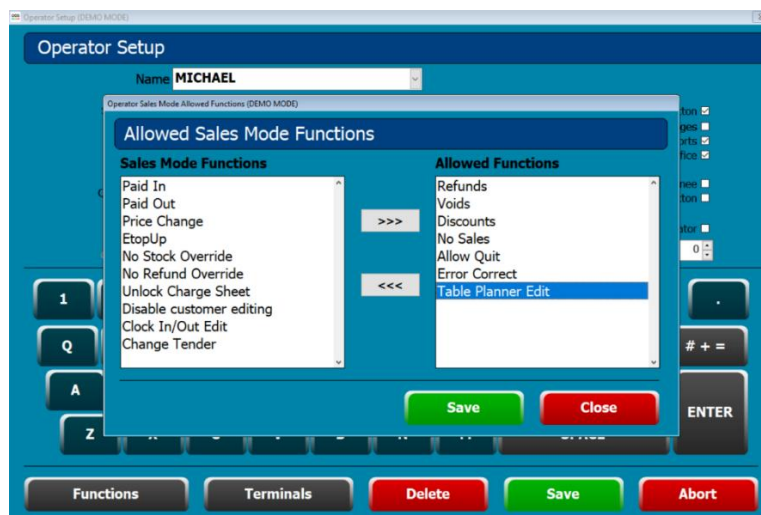 Operator Setup (DEMO MODE)
Operator Setup
Name MICHAEL
Operator Sales Mode Allowed Functions (DEMO MODE)
Allowed Sales Mode Functions
Sales Mode Functions
Paid In
Paid Out
Price Change
EtopUp
No Stock Override
No Refund Override
Unlock Charge Sheet
Disable customer editing
Clock In/Out Edit
Change Tender
>>>
<<<
Allowed Functions
Refunds
Voids
Discounts
No Sales
Allow Quit
Error Correct
Table Planner Edit
Save
Close
0
1
.
Q
# + =
A
ENTER
Z
Functions
Terminals
Delete
Save
Abort